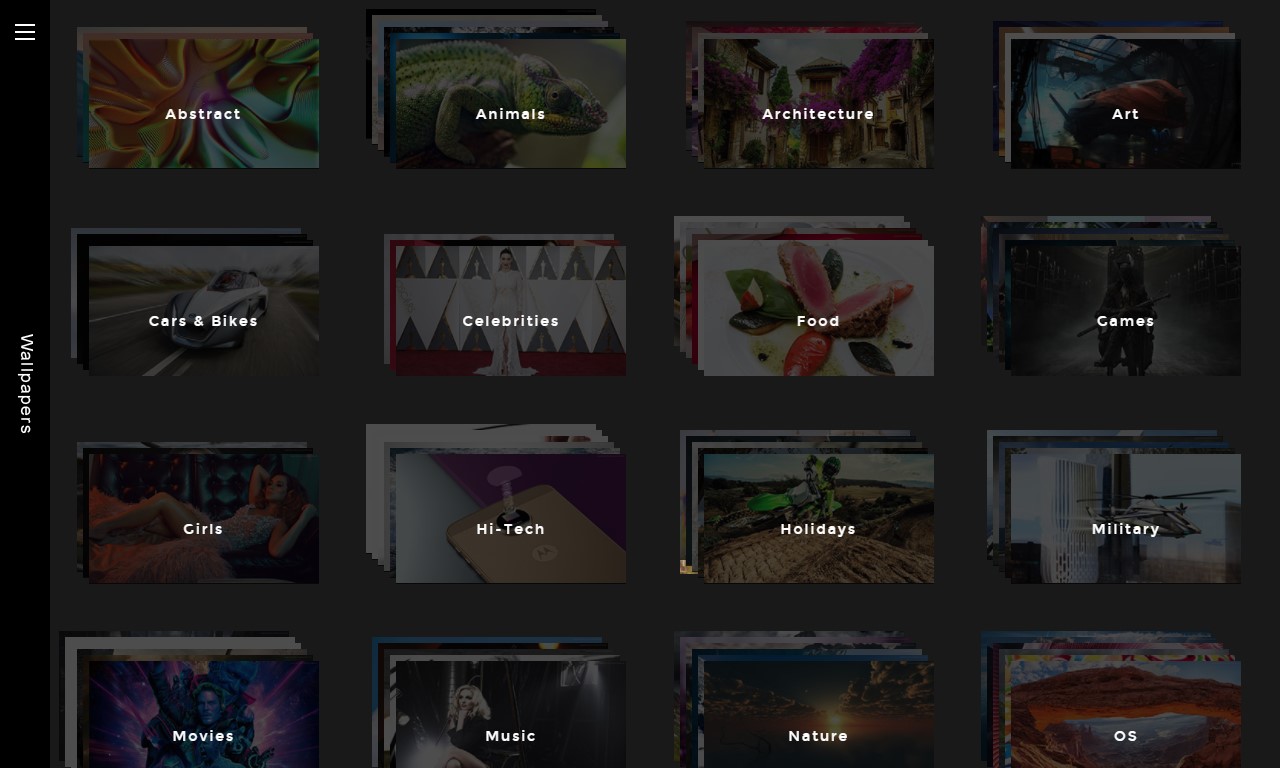 Abstract
Animals
Architecture
Art
Cars & Bikes
Celebrities
Food
Games
Wallpapers
Girls
Hi-Tech
Holidays
Military
Movies
Music
Nature
OS